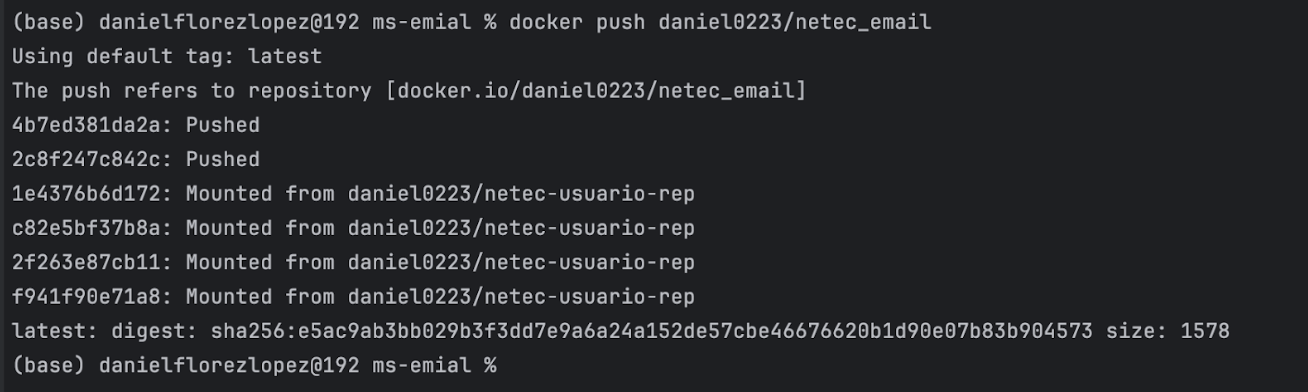 (base) danielflorezlopez@192 ms-emial % docker push daniel0223/netec_email
Using default tag: latest
The push refers to repository [docker.io/daniel0223/netec_email]
4b7ed381da2a: Pushed
2c8f247c842c: Pushed
1e4376b6d172: Mounted from daniel0223/netec-usuario-rep
c82e5bf37b8a: Mounted from daniel0223/netec-usuario-rep
2f263e87cb11: Mounted from daniel0223/netec-usuario-rep
f941f90e71a8: Mounted from daniel0223/netec-usuario-rep
latest: digest: sha256:e5ac9ab3bb029b3f3dd7e9a6a24a152de57cbe46676620b1d90e07b83b904573 size: 1578
(base) danielflorezlopez@192 ms-emial %